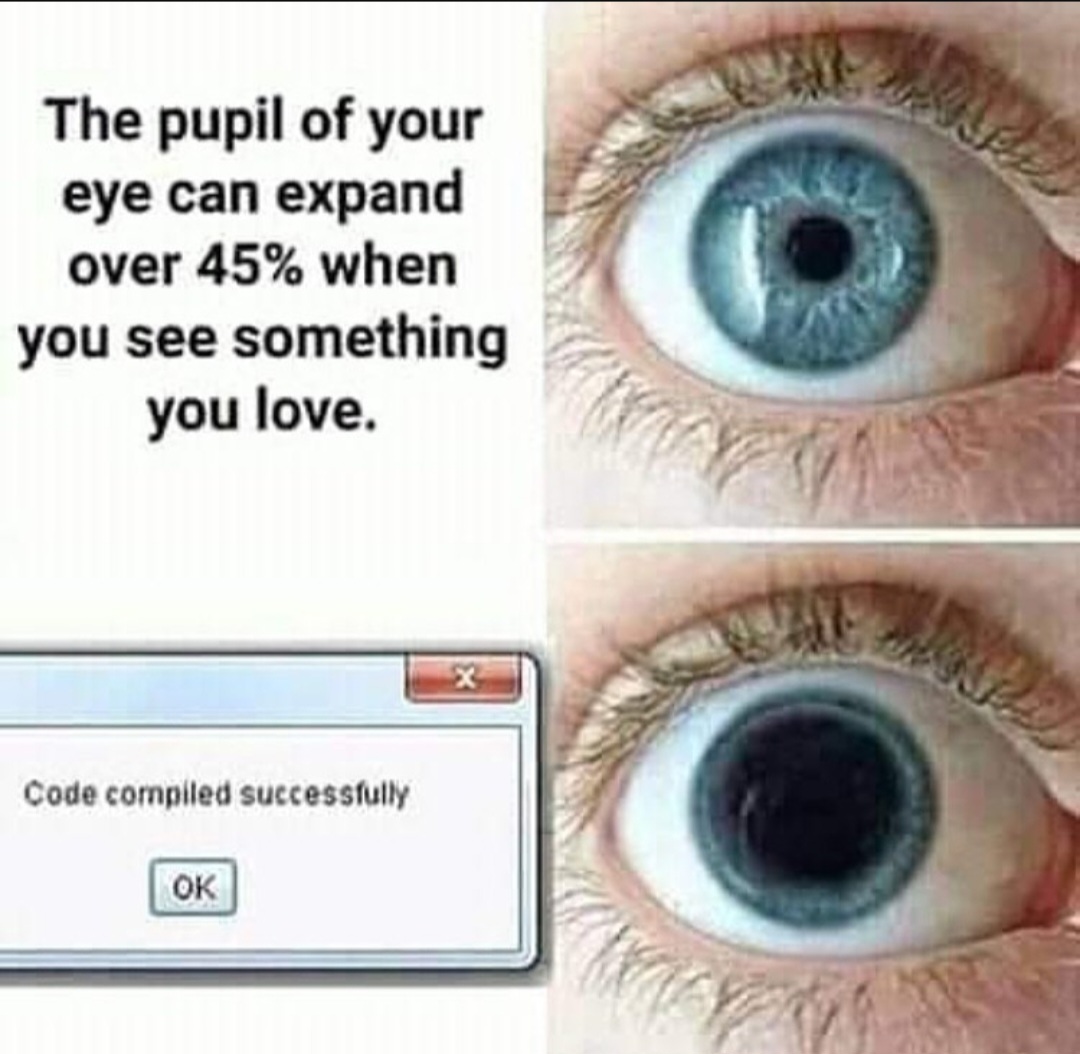 The pupil of your
eye can expand
over 45% when
you see something
you love.
Code compiled successfully
OK